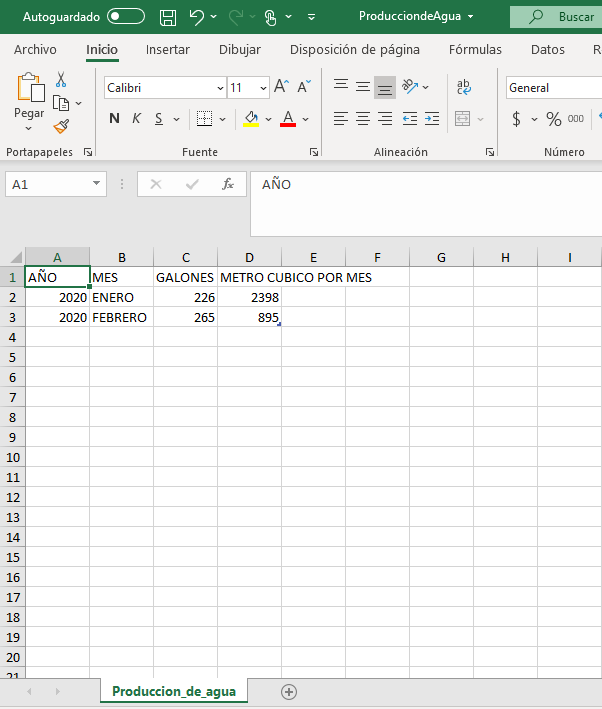 Autoguardado ProducciondeAgua Buscar
Archivo Inicio Insertar Dibujar Disposición de página Fórmulas Datos R
Pegar Calibri 11 A A ab General
N K S A c $ % 000
Portapapeles Fuente Alineación Número
A1 fx AÑO
A B C D E F G H I
1 AÑO MES GALONES METRO CUBICO POR MES
2 2020 ENERO 226 2398
3 2020 FEBRERO 265 895
4
5
6
7
8
9
10
11
12
13
14
15
16
17
18
19
20
21
Produccion_de_agua